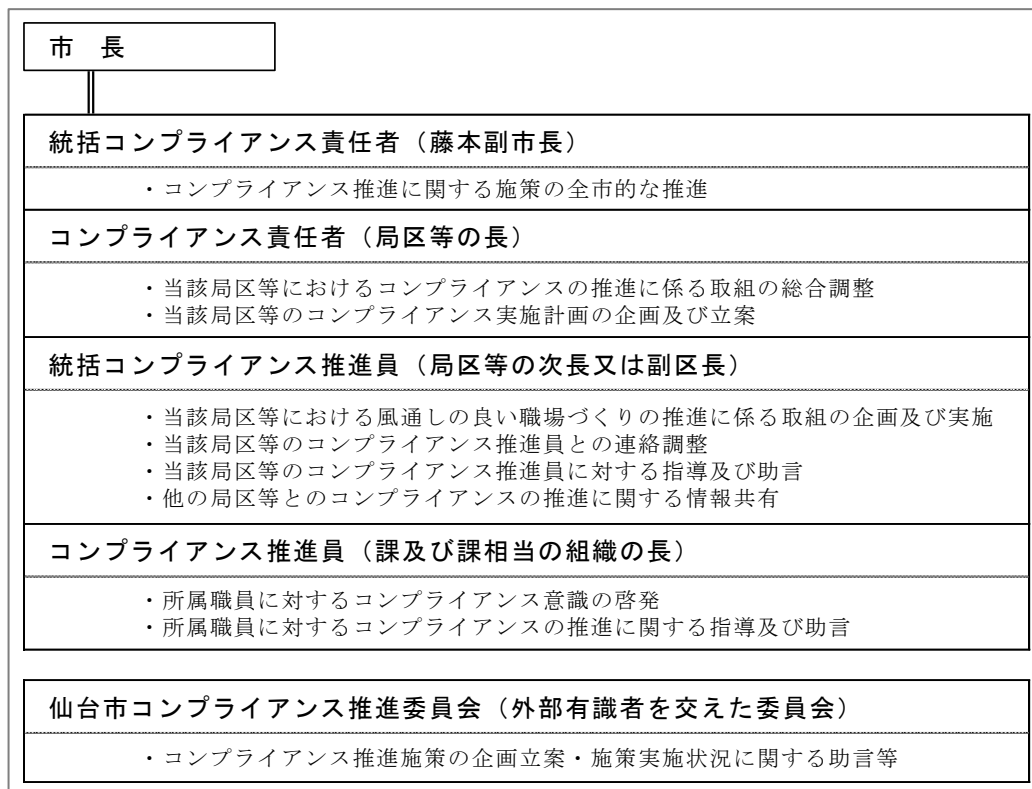 市　長
統括コンプライアンス責任者（藤本副市長）
・コンプライアンス推進に関する施策の全市的な推進
コンプライアンス責任者（局区等の長）
・当該局区等におけるコンプライアンスの推進に係る取組の総合調整
・当該局区等のコンプライアンス実施計画の企画及び立案
統括コンプライアンス推進員（局区等の次長又は副区長）
・当該局区等における風通しの良い職場づくりの推進に係る取組の企画及び実施
・当該局区等のコンプライアンス推進員との連絡調整
・当該局区等のコンプライアンス推進員に対する指導及び助言
・他の局区等とのコンプライアンスの推進に関する情報共有
コンプライアンス推進員（課及び課相当の組織の長）
・所属職員に対するコンプライアンス意識の啓発
・所属職員に対するコンプライアンスの推進に関する指導及び助言
仙台市コンプライアンス推進委員会（外部有識者を交えた委員会）
・コンプライアンス推進施策の企画立案・施策実施状況に関する助言等